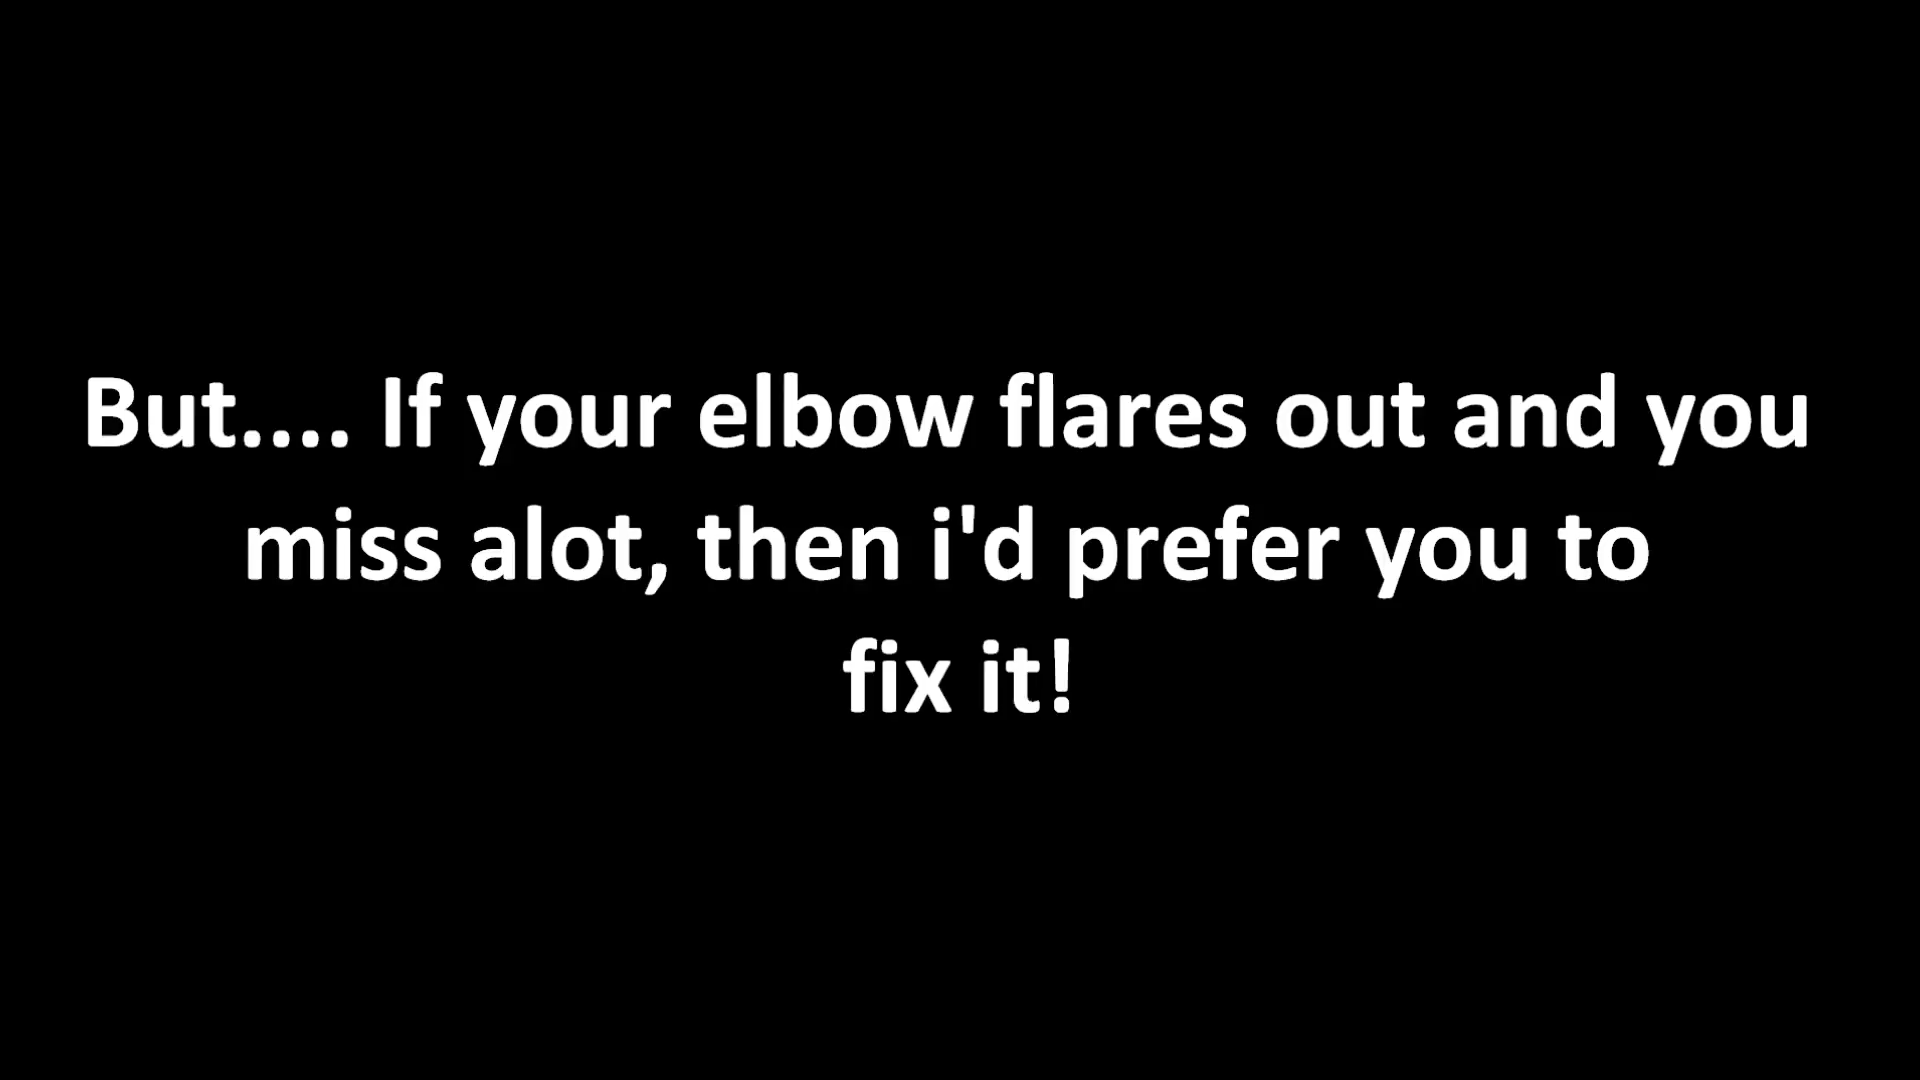 But.... If your elbow flares out and you
miss alot, then i'd prefer you to
fix it!